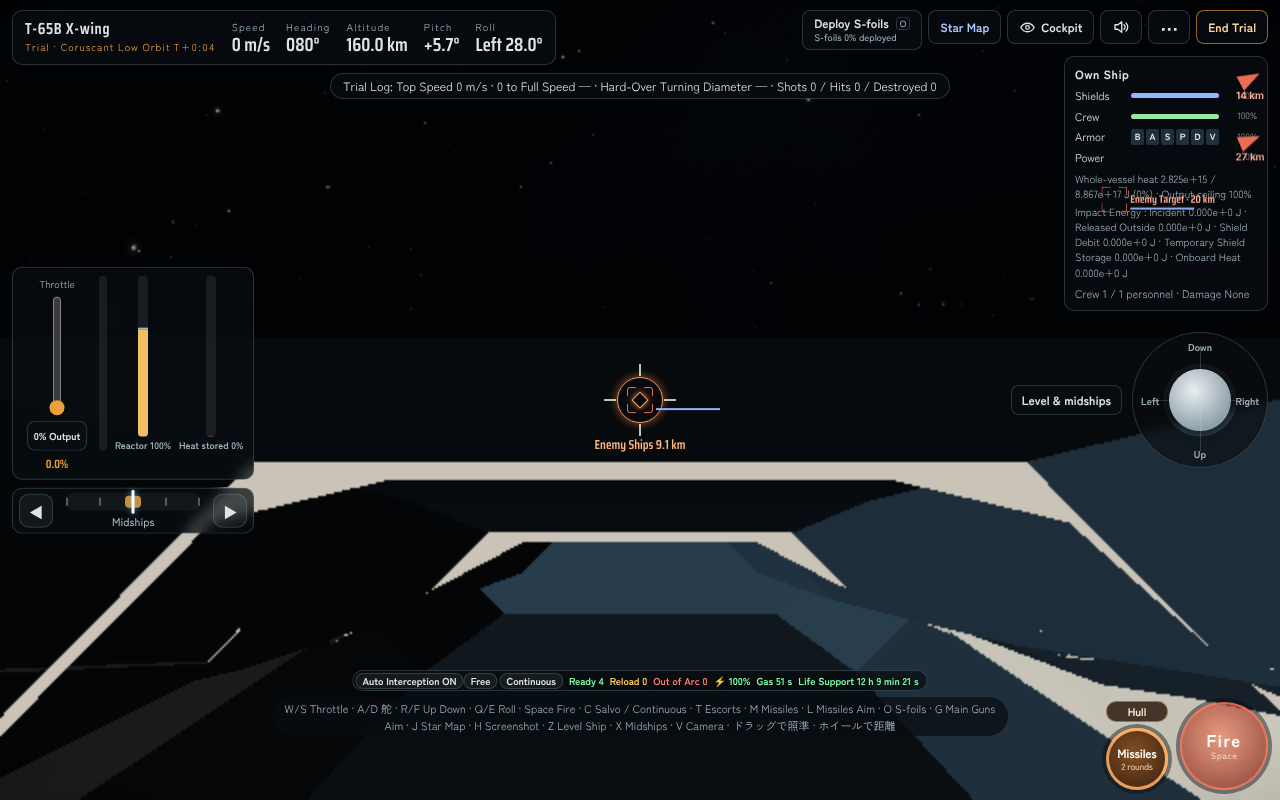 T-65B X-wing
Trial · Coruscant Low Orbit T+0:04
Speed
0 m/s
Heading
080°
Altitude
160.0 km
Pitch
+5.7°
Roll
Left 28.0°
Deploy S-foils O
S-foils 0% deployed
Star Map
Cockpit
...
End Trial
Trial Log: Top Speed 0 m/s · 0 to Full Speed — · Hard-Over Turning Diameter — · Shots 0 / Hits 0 / Destroyed 0
Own Ship
Shields
14 km
Crew
100%
Armor
B A S P D V
Power
27 km
Whole-vessel heat 2.825e+15 /
8.867e+17 J (0%) · Output ceiling 100%
Enemy Target · 20 km
Impact Energy : Incident 0.000e+0 J ·
Released Outside 0.000e+0 J · Shield
Debit 0.000e+0 J · Temporary Shield
Storage 0.000e+0 J · Onboard Heat
0.000e+0 J
Crew 1 / 1 personnel · Damage None
Throttle
0% Output
0.0%
Reactor 100%
Heat stored 0%
◀
Midships
▶
Enemy Ships 9.1 km
Level & midships
Down
Left
Right
Up
Auto Interception ON
Free
Continuous
Ready 4
Reload 0
Out of Arc 0
⚡ 100%
Gas 51 s
Life Support 12 h 9 min 21 s
W/S Throttle · A/D 舵 · R/F Up Down · Q/E Roll · Space Fire · C Salvo / Continuous · T Escorts · M Missiles · L Missiles Aim · O S-foils · G Main Guns
Aim · J Star Map · H Screenshot · Z Level Ship · X Midships · V Camera · ドラッグで照準 · ホイールで距離
Hull
Missiles
2 rounds
Fire
Space